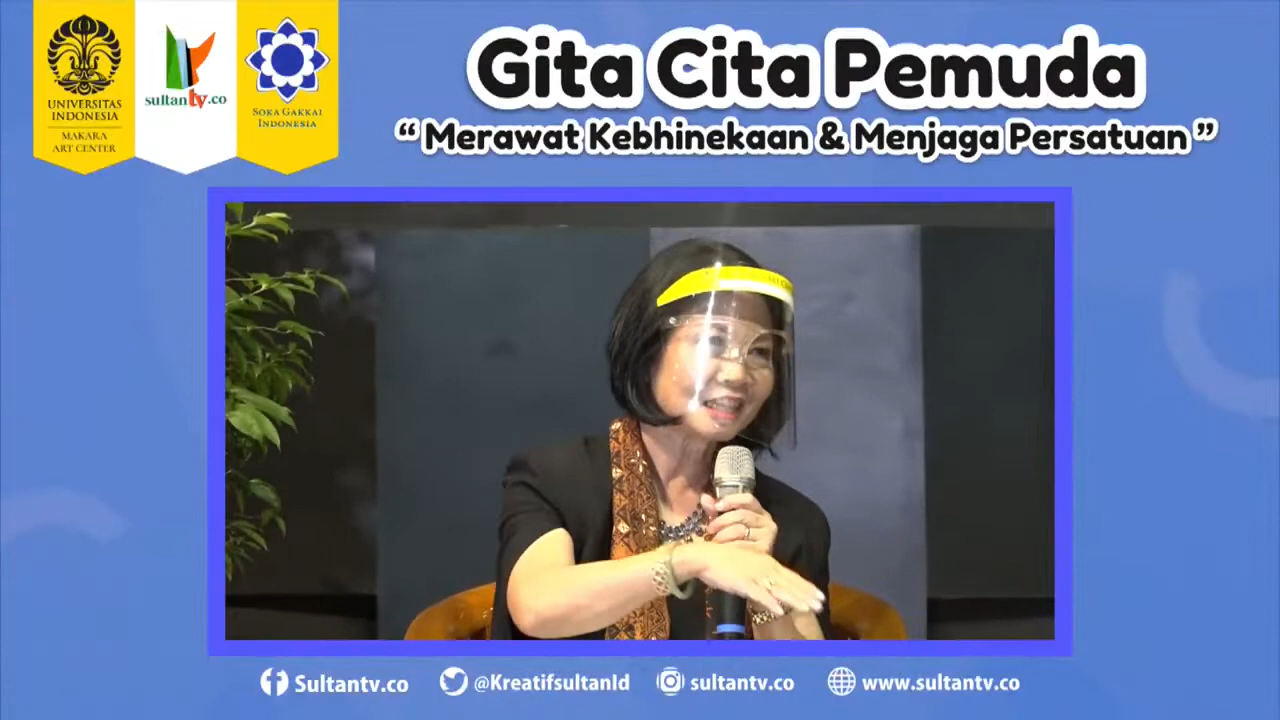 UNIVERSITAS
INDONESIA
MAKARA
ART CENTER
sultantv.co
SOKA GAKKAI
INDONESIA
Gita Cita Pemuda
“ Merawat Kebhinekaan & Menjaga Persatuan ”
Sultantv.co
@KreatifsultanId
sultantv.co
www.sultantv.co